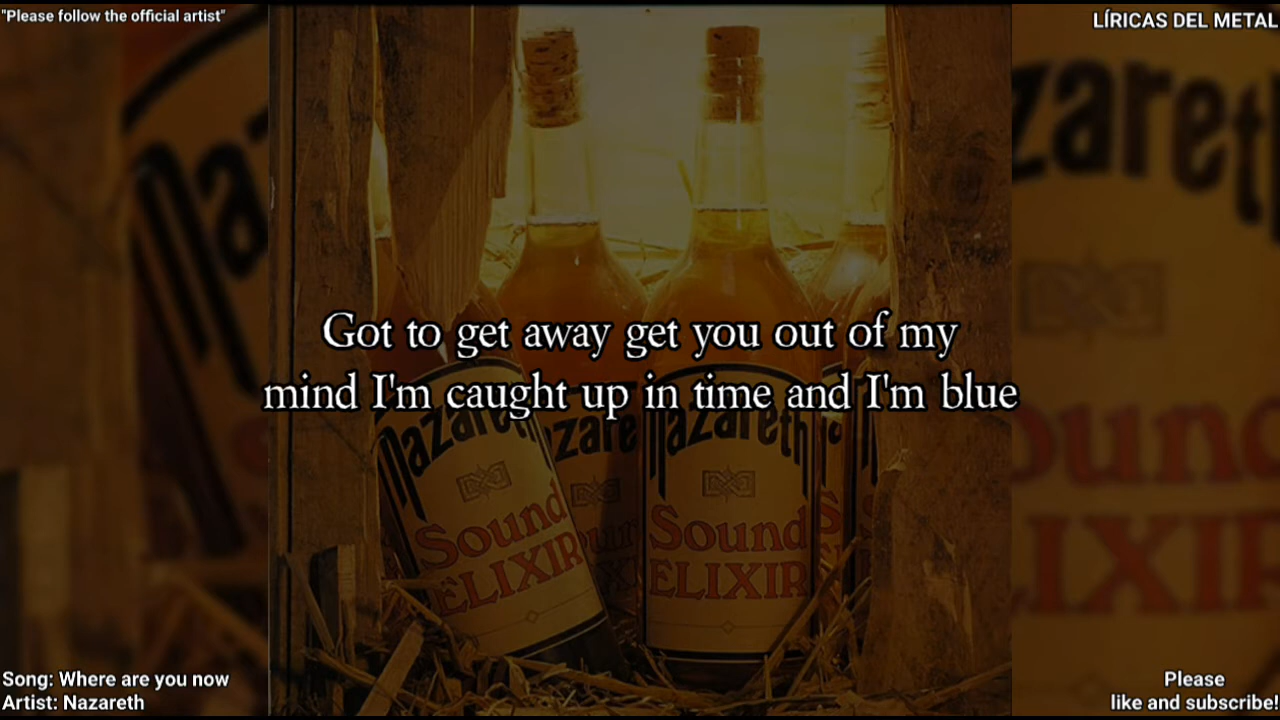 "Please follow the official artist"
LÍRICAS DEL METAL
Got to get away get you out of my
mind I'm caught up in time and I'm blue
Nazareth
Sound
ELIXIR
Nazareth
Sound
ELIXIR
Song: Where are you now
Artist: Nazareth
Please
like and subscribe!